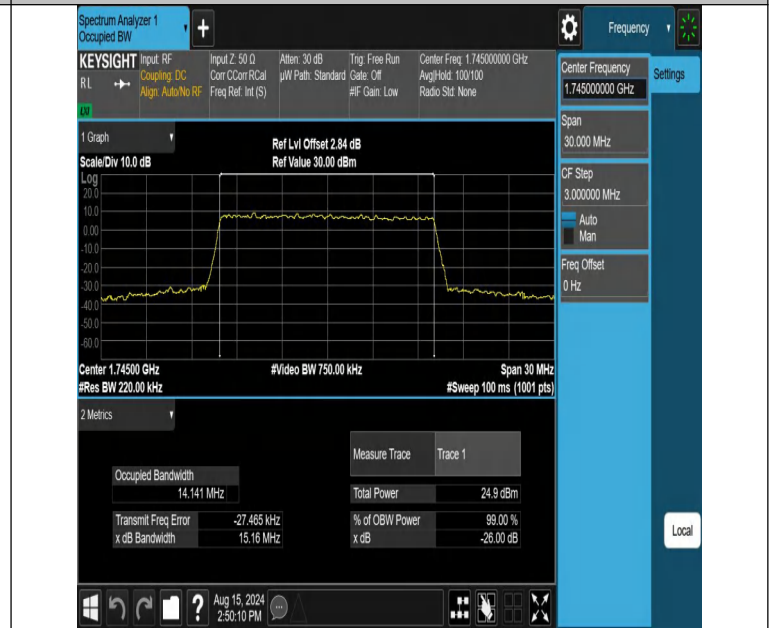 Spectrum Analyzer 1
Occupied BW
+
Frequency
KEYSIGHT
RL
LXI
Input: RF
Coupling: DC
Align: Auto/No RF
Input Z: 50 Ω
Corr CCorr RCal
Freq Ref: Int (S)
Atten: 30 dB
µW Path: Standard
Trig: Free Run
Gate: Off
#IF Gain: Low
Center Freq: 1.745000000 GHz
Avg|Hold: 100/100
Radio Std: None
Center Frequency
1.745000000 GHz
Settings
Span
30.000 MHz
CF Step
3.000000 MHz
Auto
Man
Freq Offset
0 Hz
Local
1 Graph
Scale/Div 10.0 dB
Ref Lvl Offset 2.84 dB
Ref Value 30.00 dBm
Log
20.0
10.0
0.00
-10.0
-20.0
-30.0
-40.0
-50.0
-60.0
Center 1.74500 GHz
#Video BW 750.00 kHz
Span 30 MHz
#Res BW 220.00 kHz
#Sweep 100 ms (1001 pts)
2 Metrics
Measure Trace Trace 1
Occupied Bandwidth
14.141 MHz
Total Power 24.9 dBm
Transmit Freq Error -27.465 kHz
% of OBW Power 99.00 %
x dB Bandwidth 15.16 MHz
x dB -26.00 dB
?
Aug 15, 2024
2:50:10 PM